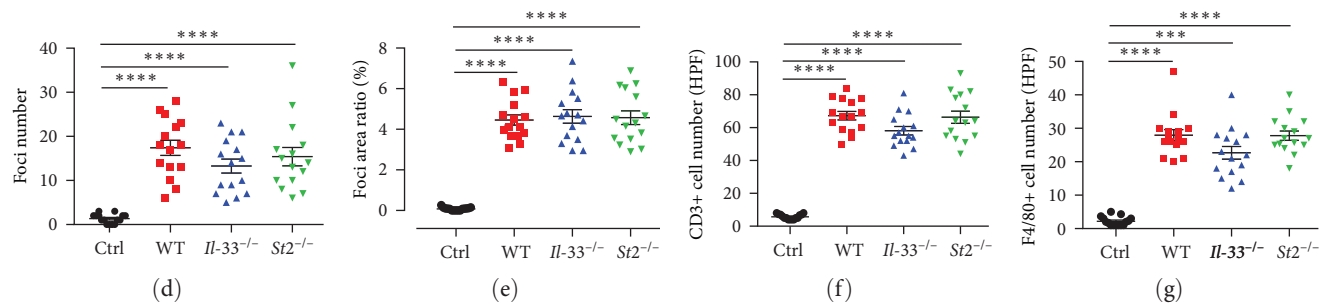 ****
****
****
Foci number
40
30
20
10
0
Ctrl WT Il-33−/− St2−/−
(d)
****
****
****
Foci area ratio (%)
8
6
4
2
0
Ctrl WT Il-33−/− St2−/−
(e)
****
****
****
CD3+ cell number (HPF)
100
80
60
40
20
0
Ctrl WT Il-33−/− St2−/−
(f)
****
***
****
F4/80+ cell number (HPF)
50
40
30
20
10
0
Ctrl WT Il-33−/− St2−/−
(g)